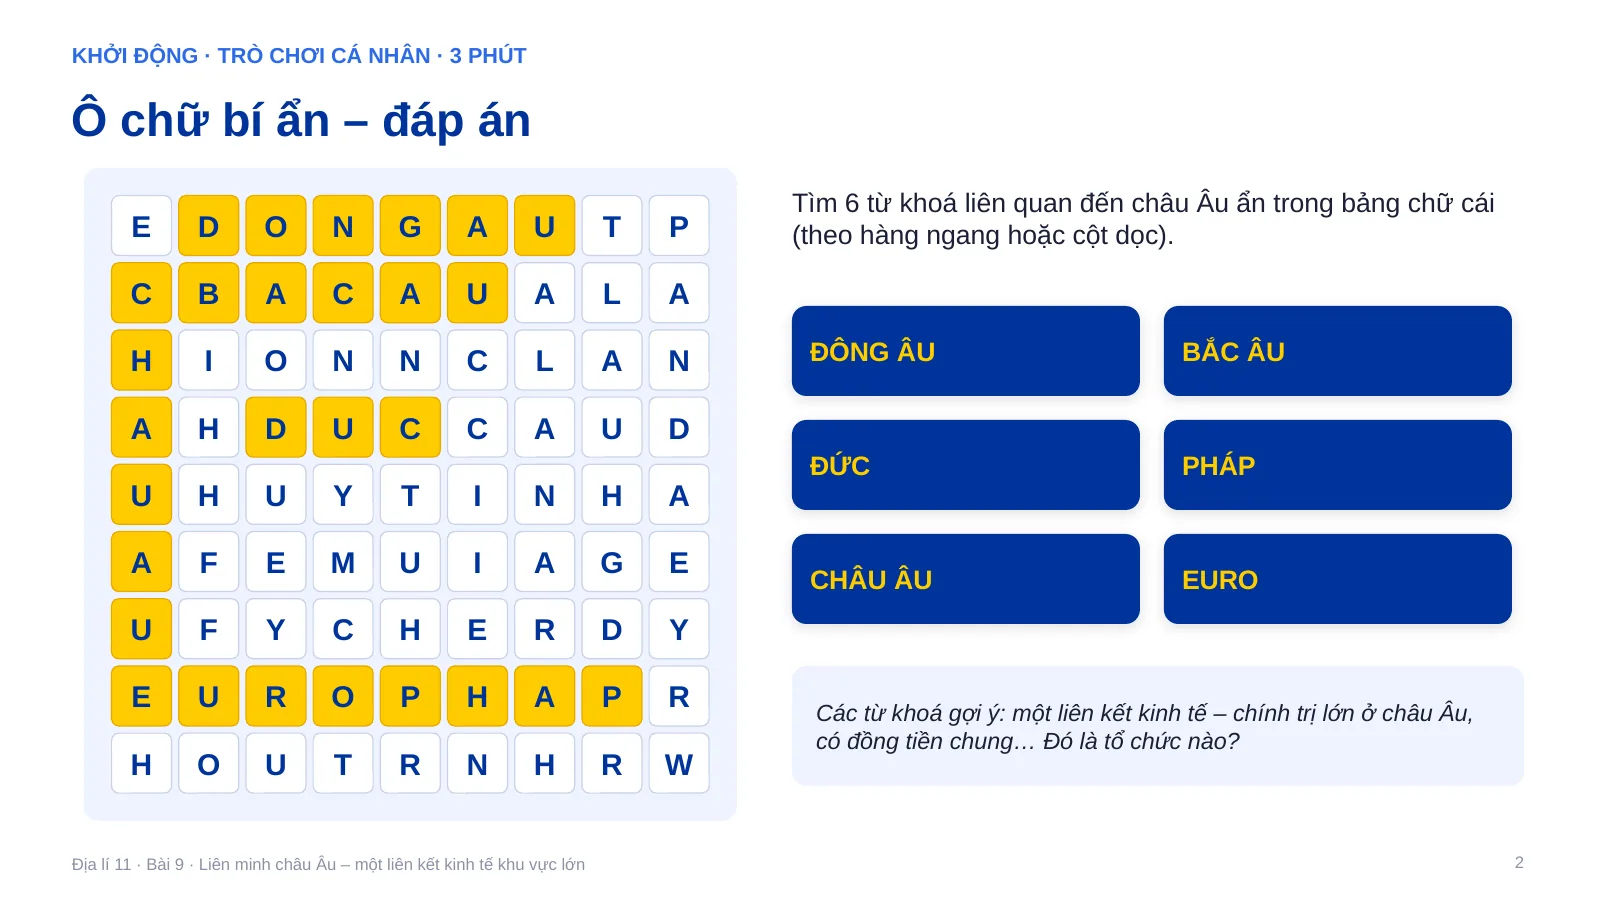 KHỞI ĐỘNG · TRÒ CHƠI CÁ NHÂN · 3 PHÚT
Ô chữ bí ẩn – đáp án
E D O N G A U T P
C B A C A U A L A
H I O N N C L A N
A H D U C C A U D
U H U Y T I N H A
A F E M U I A G E
U F Y C H E R D Y
E U R O P H A P R
H O U T R N H R W
Tìm 6 từ khoá liên quan đến châu Âu ẩn trong bảng chữ cái
(theo hàng ngang hoặc cột dọc).
ĐÔNG ÂU
BẮC ÂU
ĐỨC
PHÁP
CHÂU ÂU
EURO
Các từ khoá gợi ý: một liên kết kinh tế – chính trị lớn ở châu Âu,
có đồng tiền chung… Đó là tổ chức nào?
Địa lí 11 · Bài 9 · Liên minh châu Âu – một liên kết kinh tế khu vực lớn
2